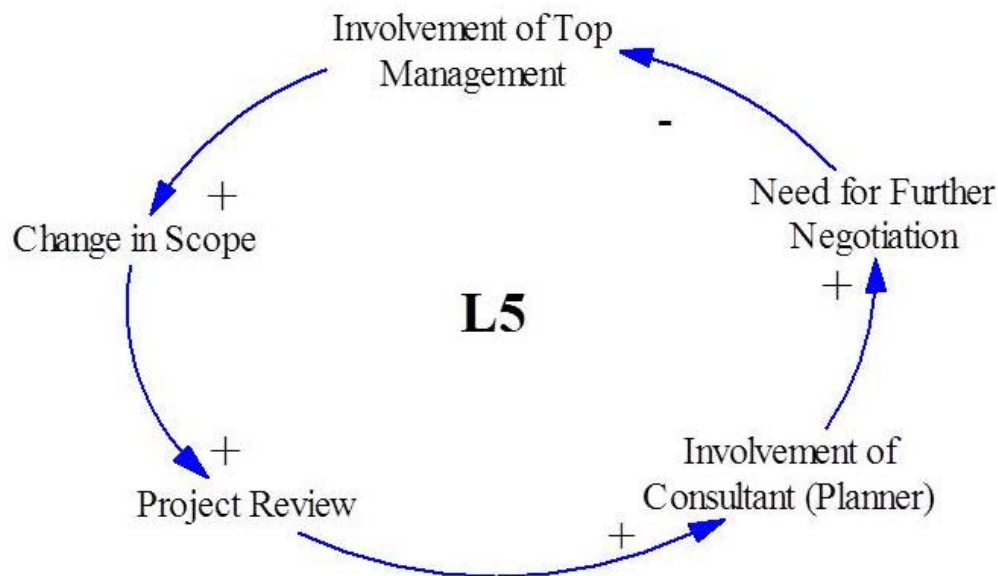 Involvement of Top
Management
-
+
Change in Scope
Need for Further
Negotiation
+
L5
+
Project Review
Involvement of
Consultant (Planner)
+